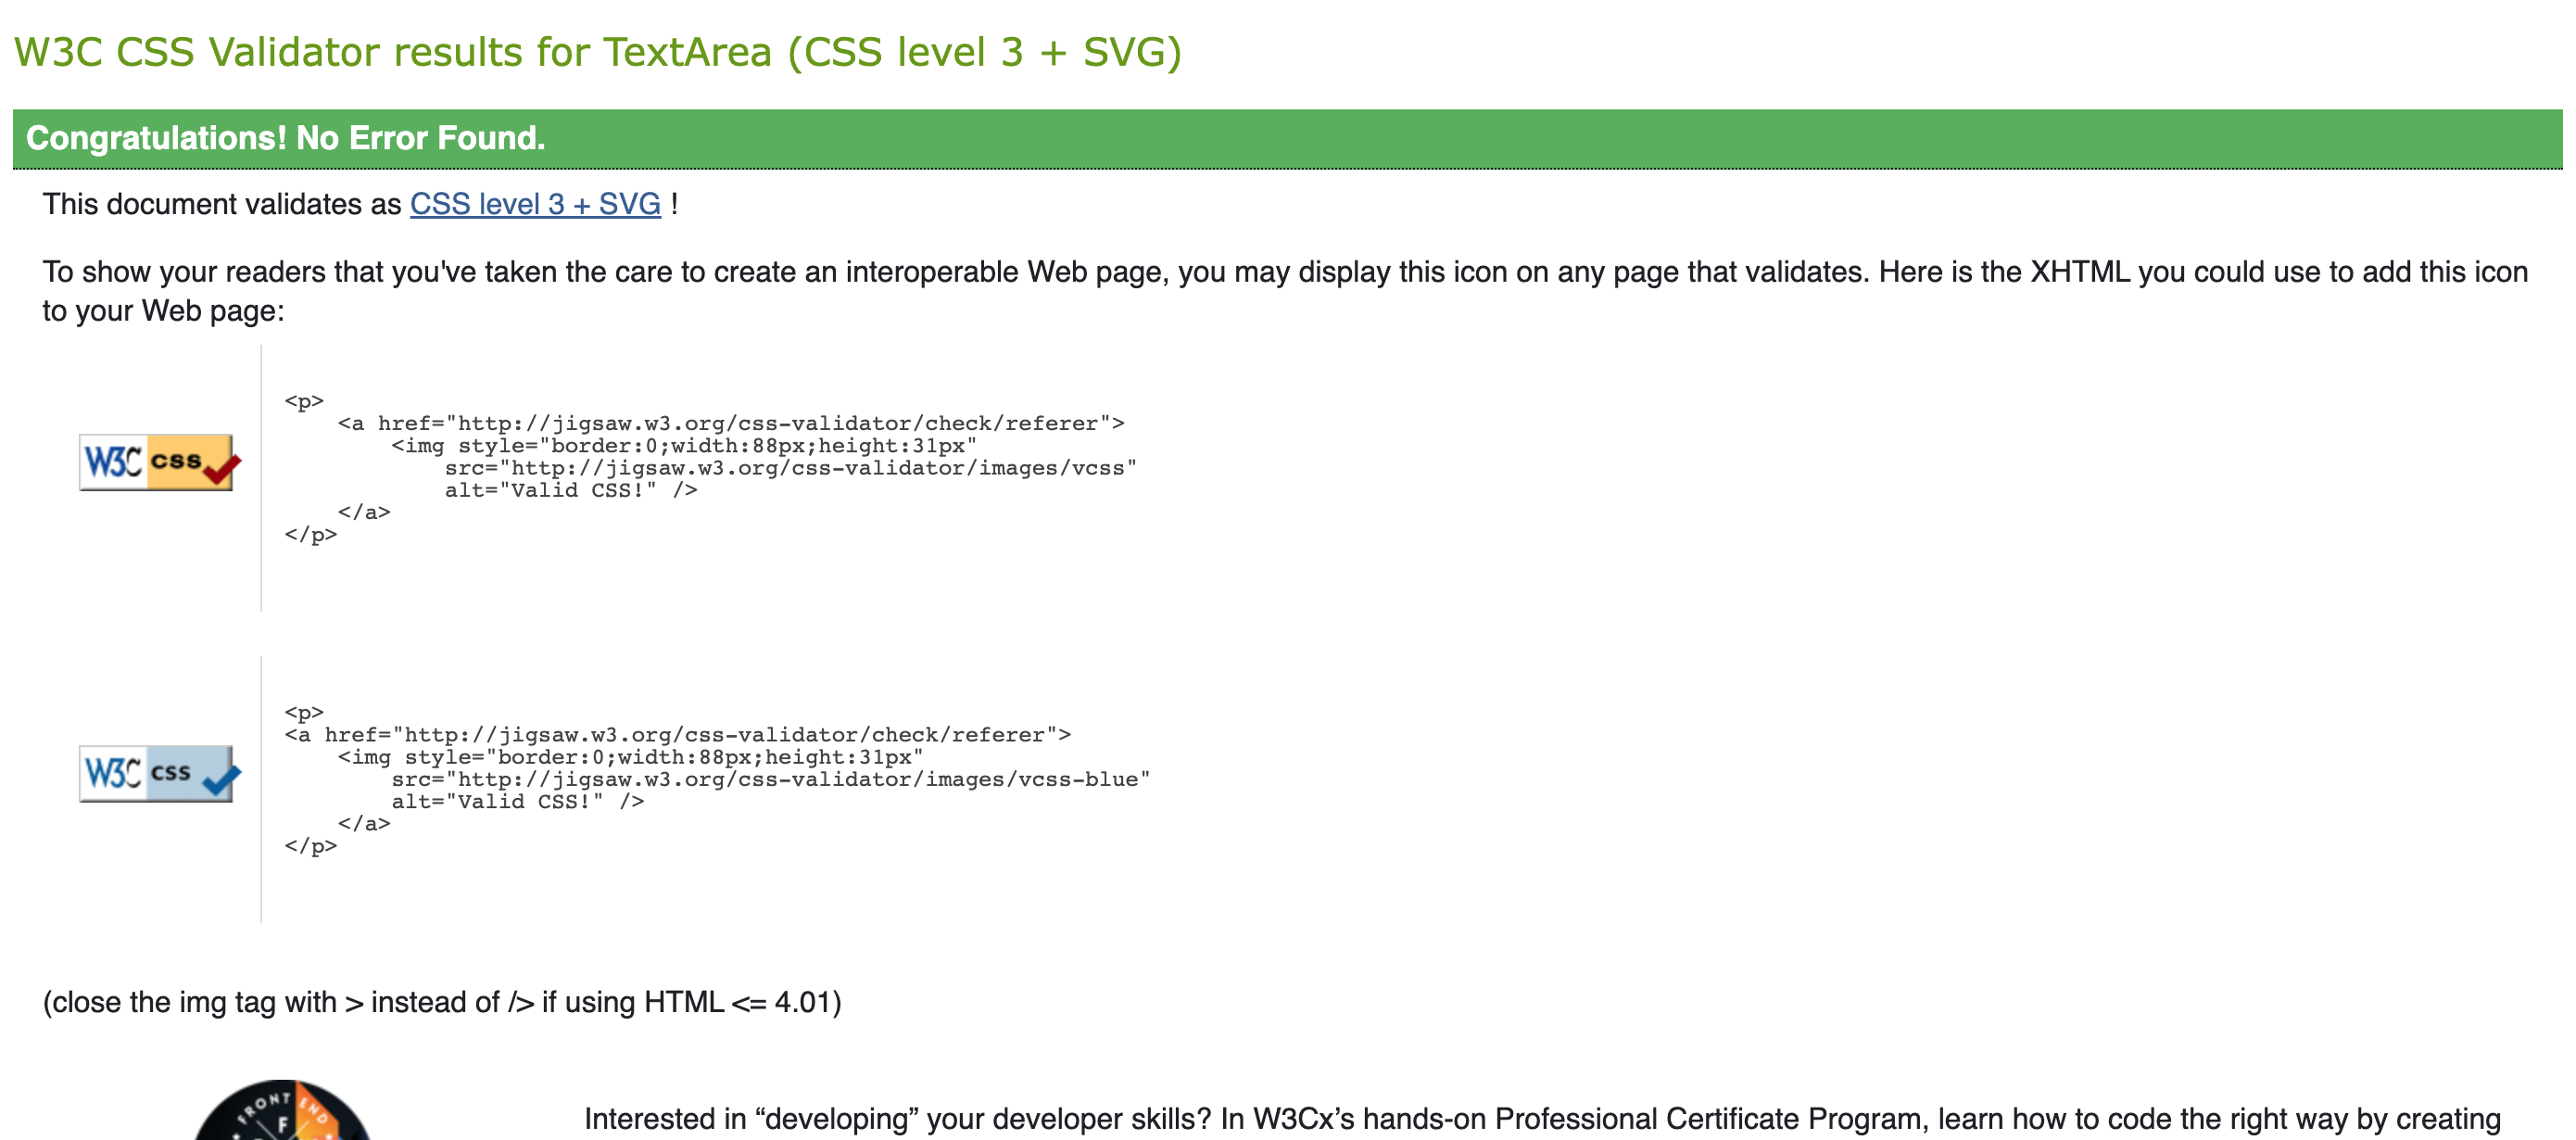 W3C CSS Validator results for TextArea (CSS level 3 + SVG)
Congratulations! No Error Found.
This document validates as CSS level 3 + SVG !
To show your readers that you've taken the care to create an interoperable Web page, you may display this icon on any page that validates. Here is the XHTML you could use to add this icon
to your Web page:
W3C css
<p>
<a href="http://jigsaw.w3.org/css-validator/check/referer">
<img style="border:0;width:88px;height:31px"
src="http://jigsaw.w3.org/css-validator/images/vcss"
alt="Valid CSS!" />
</a>
</p>
W3C css
<p>
<a href="http://jigsaw.w3.org/css-validator/check/referer">
<img style="border:0;width:88px;height:31px"
src="http://jigsaw.w3.org/css-validator/images/vcss-blue"
alt="Valid CSS!" />
</a>
</p>
(close the img tag with > instead of /> if using HTML <= 4.01)
FRONT END
F
Interested in “developing” your developer skills? In W3Cx’s hands-on Professional Certificate Program, learn how to code the right way by creating